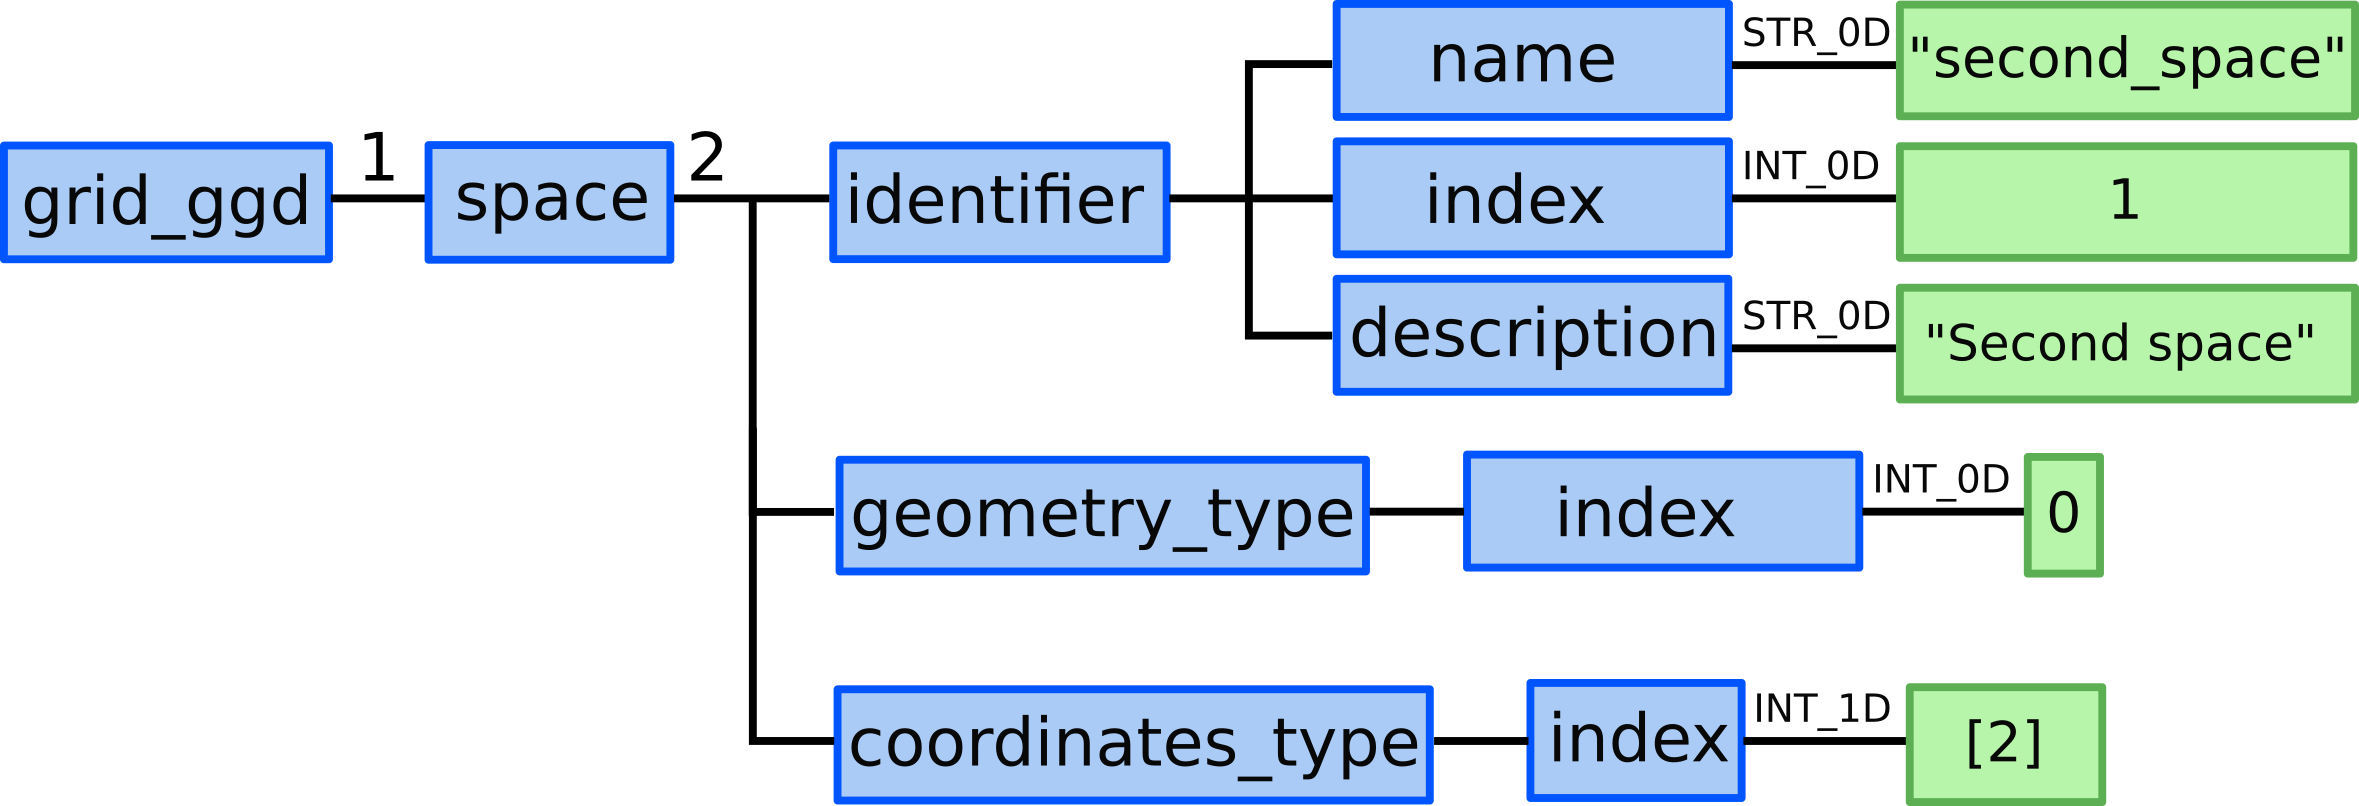 name
STR_0D
"second_space"
grid_ggd
1
space
2
identifier
index
INT_0D
1
description
STR_0D
"Second space"
geometry_type
index
INT_0D
0
coordinates_type
index
INT_1D
[2]